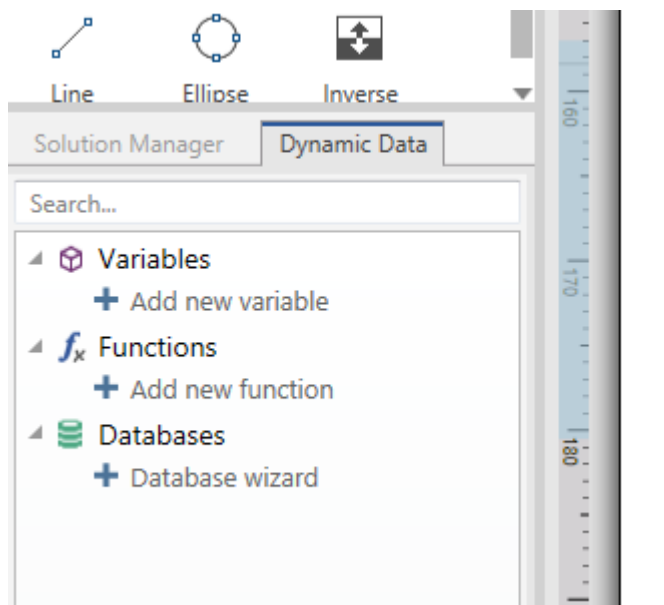 Line Ellipse Inverse
Solution Manager Dynamic Data
Search...
Variables
Add new variable
fx Functions
Add new function
Databases
Database wizard
160
170
180